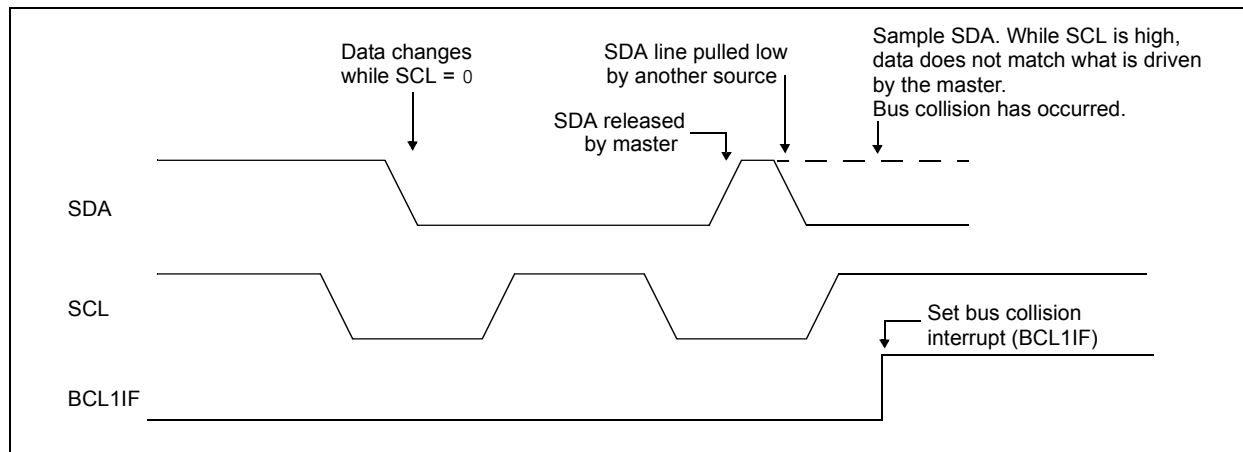 Data changes
while SCL = 0
SDA line pulled low
by another source
Sample SDA. While SCL is high,
data does not match what is driven
by the master.
Bus collision has occurred.
SDA released
by master
SDA
SCL
Set bus collision
interrupt (BCL1IF)
BCL1IF